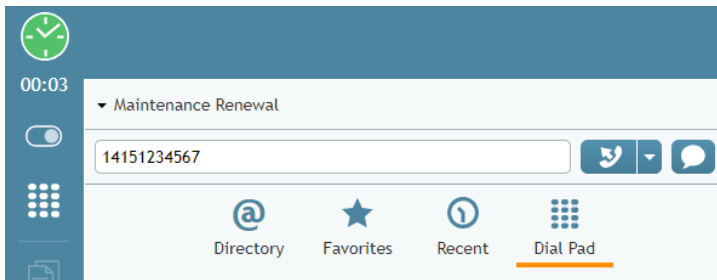 00:03
Maintenance Renewal
14151234567
Directory Favorites Recent Dial Pad